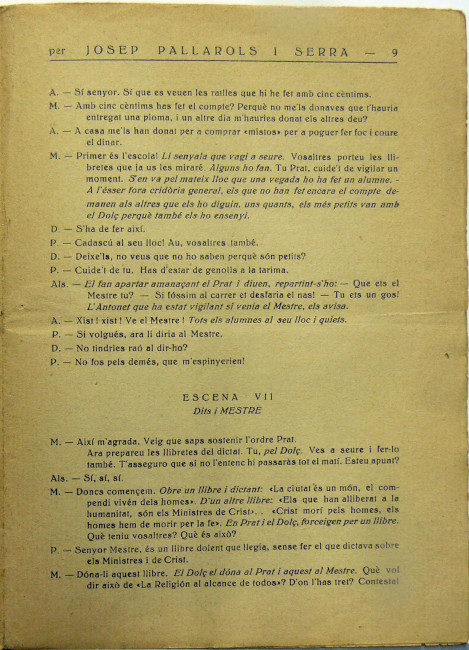 per JOSEP PALLAROLS I SERRA — 9
A. — Sí senyor. Sí que es veuen les ratlles que hi he fet amb cinc cèntims.
M. — Amb cinc cèntims has fet el compte? Perquè no me'ls donaves que t'hauria
entregat una ploma, i un altre dia m'hauries donat els altres deu?
A. — A casa me'ls han donat per a comprar «mistos» per a poguer fer foc i coure
el dinar.
M. — Primer és l'escola! Li senyala que vagi a seure. Vosaltres porteu les lli-
bretes que ja us les miraré. Alguns ho fan. Tu Prat, cuide't de vigilar un
moment. S'en va pel mateix lloc que una vegada ho ha fet un alumne. -
A l'ésser fora cridòria general, els que no han fet encara el compte de-
manen als altres que els ho diguin, uns quants, els més petits van amb
el Dolç perquè també els ho ensenyi.
D. — S'ha de fer així.
P. — Cadascú al seu lloc! Au, vosaltres també.
D. — Deixe'ls, no veus que no ho saben perquè són petits?
P. — Cuide't de tu. Has d'estar de genolls a la tarima.
Als. — El fan apartar amanaçant el Prat i diuen, repartint-s'ho: — Que ets el
Mestre tu? — Si fóssim al carrer et desfaria el nas! — Tu ets un gos!
L'Antonet que ha estat vigilant si venia el Mestre, els avisa.
A. — Xist! xist! Ve el Mestre! Tots els alumnes al seu lloc i quiets.
P. — Si volgués, ara li diria al Mestre.
D. — No tindries raó al dir-ho?
P. — No fos pels demés, que m'espinyerien!
ESCENA VII
Dits i MESTRE
M. — Així m'agrada. Veig que saps sostenir l'ordre Prat.
Ara prepareu les llibretes del dictat. Tu, pel Dolç. Ves a seure i fer-lo
també. T'asseguro que si no l'entenc hi passaràs tot el matí. Esteu apunt?
Als. — Sí, sí, sí.
M. — Doncs comencem. Obre un llibre i dictant: «La ciutat és un món, el com-
pendi vivén dels homes». D'un altre llibre: «Els que han alliberat a la
humanitat, són els Ministres de Crist»... «Crist morí pels homes, els
homes hem de morir per la fe». En Prat i el Dolç, forcejen per un llibre.
Què teniu vosaltres? Què és això?
P. — Senyor Mestre, és un llibre dolent que llegia, sense fer el que dictava sobre
els Ministres i de Crist.
M. — Dóna-li aquest llibre. El Dolç el dóna al Prat i aquest al Mestre. Què vol
dir això de «La Religión al alcance de todos»? D'on l'has tret? Contesta!